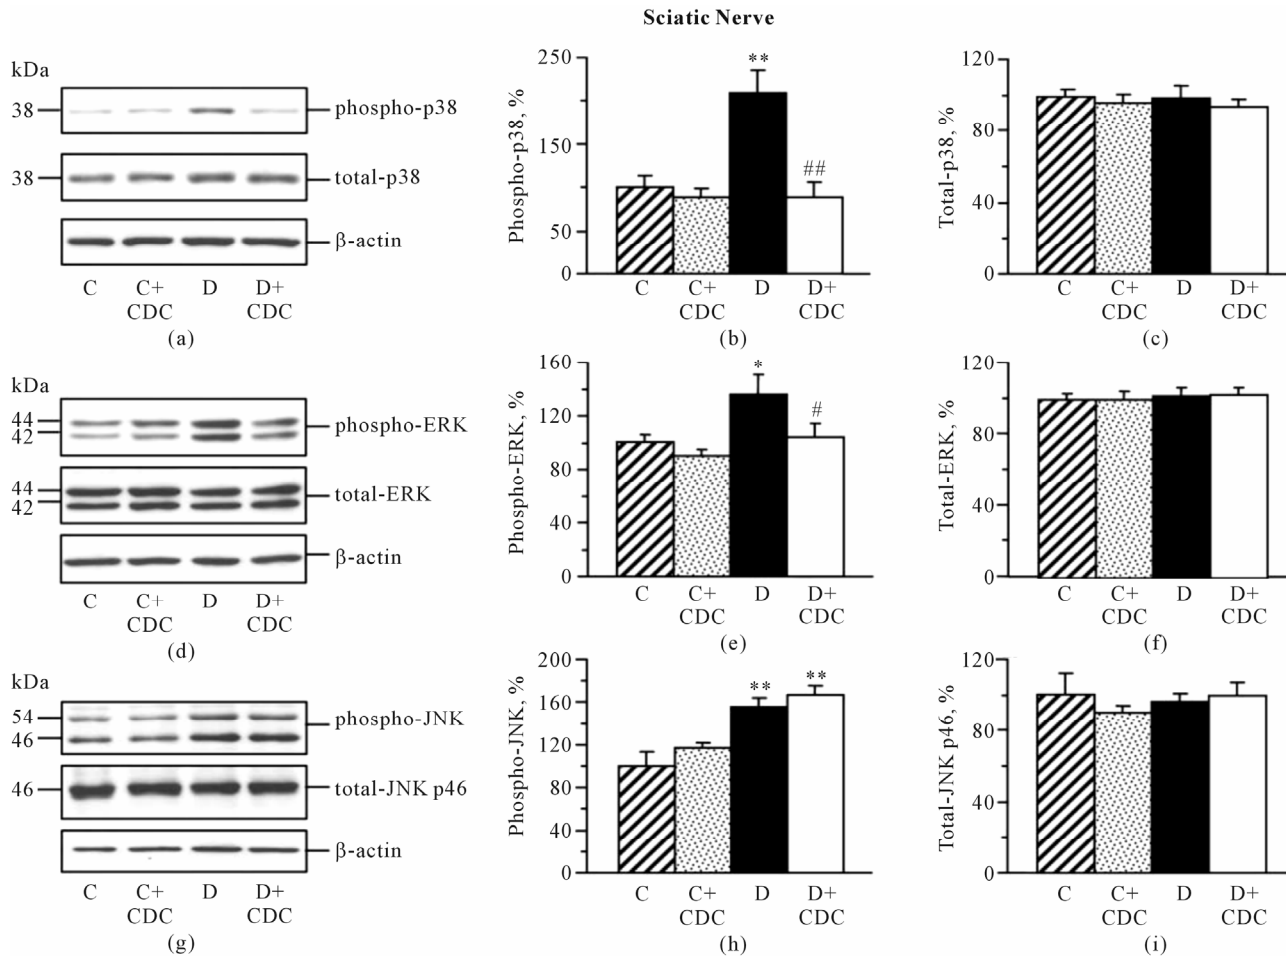 Sciatic Nerve
kDa
38
phospho-p38
38
total-p38
β-actin
C C+ D D+
CDC CDC
(a)
Phospho-p38, %
250
150
100
50
0
**
##
C C+ D D+
CDC CDC
(b)
Total-p38, %
120
80
40
0
C C+ D D+
CDC CDC
(c)
kDa
44
42
phospho-ERK
44
42
total-ERK
β-actin
C C+ D D+
CDC CDC
(d)
Phospho-ERK, %
160
120
80
40
0
*
#
C C+ D D+
CDC CDC
(e)
Total-ERK, %
120
80
40
0
C C+ D D+
CDC CDC
(f)
kDa
54
46
phospho-JNK
46
total-JNK p46
β-actin
C C+ D D+
CDC CDC
(g)
Phospho-JNK, %
200
160
120
80
40
0
** **
C C+ D D+
CDC CDC
(h)
Total-JNK p46, %
120
80
40
0
C C+ D D+
CDC CDC
(i)